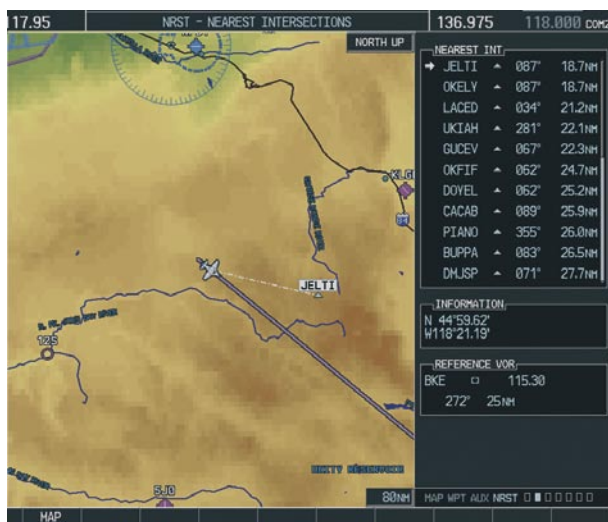 117.95 NRST - NEAREST INTERSECTIONS 136.975 118.000 COM2
NORTH UP
NEAREST INT
JELTI 087° 18.7NM
OKELY 087° 18.7NM
LACED 034° 21.2NM
UKIAH 281° 22.1NM
GUCEV 067° 22.3NM
OKFIF 062° 24.7NM
DOYEL 062° 25.2NM
CACAB 089° 25.9NM
PIANO 355° 26.0NM
BUPPA 083° 26.5NM
DMJSP 071° 27.7NM
KLGD
84
JELTI
12S
INFORMATION
N 44°59.62'
W118°21.19'
REFERENCE VOR
BKE 115.30
272° 25NM
5J0
80NM
MAP WPT AUX NRST
MAP